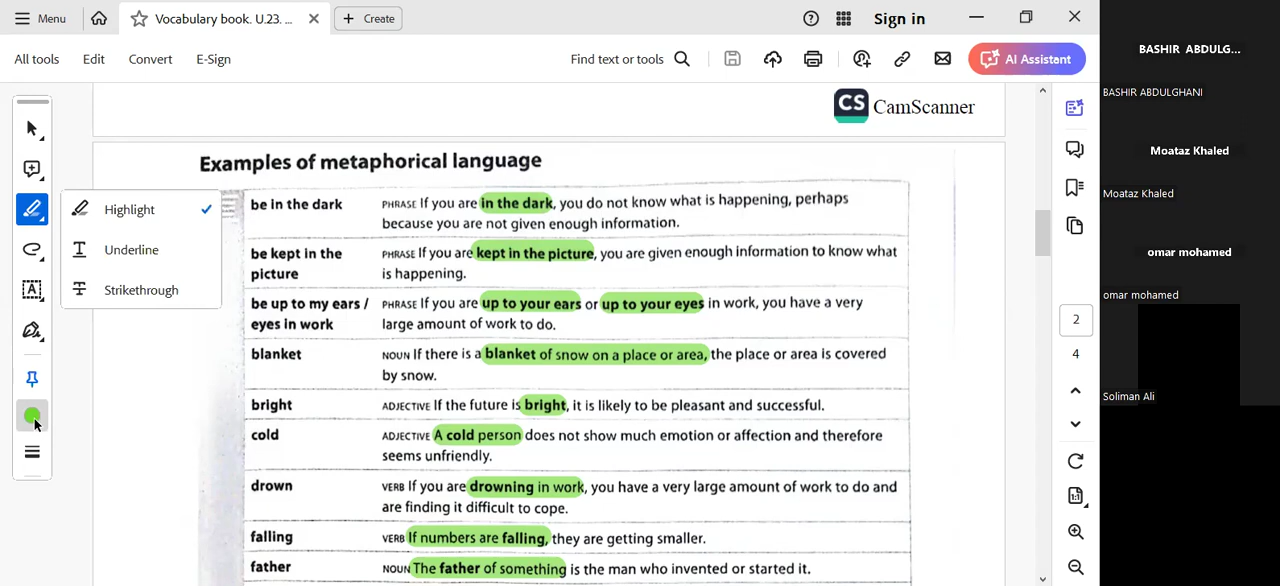 Menu
Vocabulary book. U.23. ...
Create
Sign in
All tools
Edit
Convert
E-Sign
Find text or tools
AI Assistant
CS CamScanner
Highlight
Underline
Strikethrough
Examples of metaphorical language
be in the dark
PHRASE If you are in the dark, you do not know what is happening, perhaps
because you are not given enough information.
be kept in the
picture
PHRASE If you are kept in the picture, you are given enough information to know what
is happening.
be up to my ears /
eyes in work
PHRASE If you are up to your ears or up to your eyes in work, you have a very
large amount of work to do.
blanket
NOUN If there is a blanket of snow on a place or area, the place or area is covered
by snow.
bright
ADJECTIVE If the future is bright, it is likely to be pleasant and successful.
cold
ADJECTIVE A cold person does not show much emotion or affection and therefore
seems unfriendly.
drown
VERB If you are drowning in work, you have a very large amount of work to do and
are finding it difficult to cope.
falling
VERB If numbers are falling, they are getting smaller.
father
NOUN The father of something is the man who invented or started it.
2
4
BASHIR ABDULG...
BASHIR ABDULGHANI
Moataz Khaled
Moataz Khaled
omar mohamed
omar mohamed
Soliman Ali